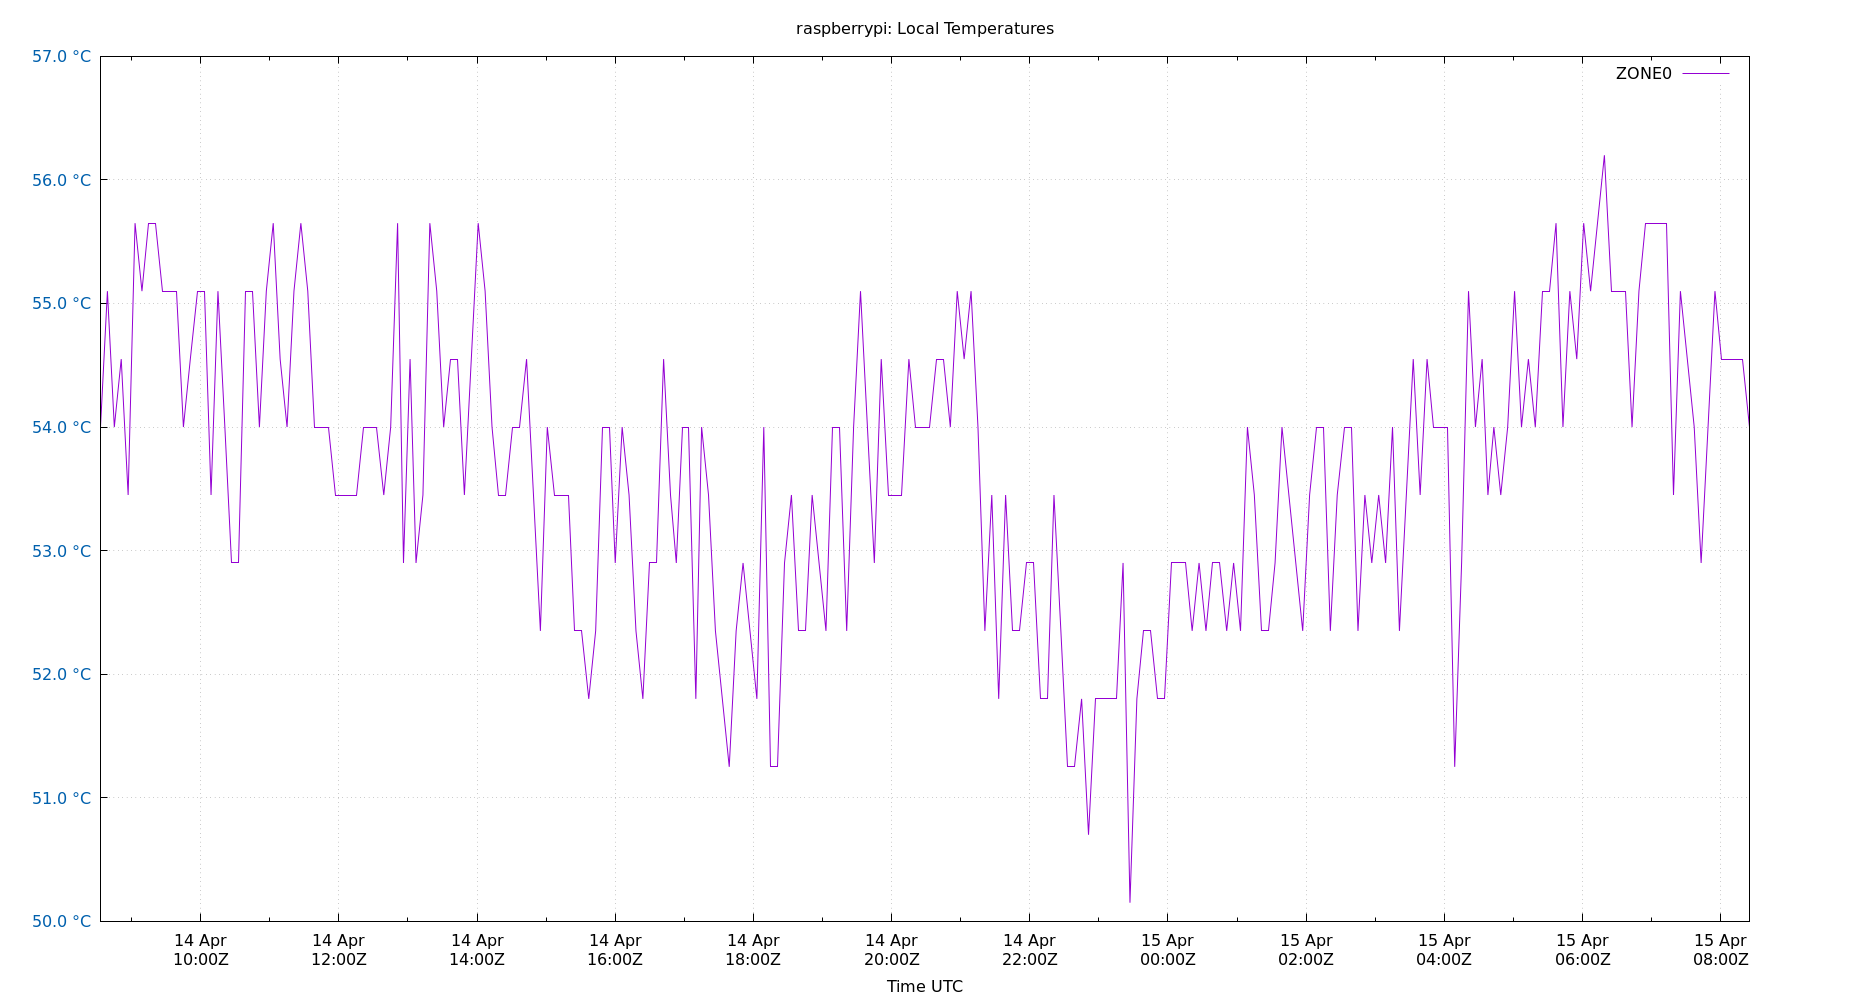 raspberrypi: Local Temperatures
57.0 °C
ZONE0
56.0 °C
55.0 °C
54.0 °C
53.0 °C
52.0 °C
51.0 °C
50.0 °C
14 Apr 14 Apr 14 Apr 14 Apr 14 Apr 14 Apr 14 Apr 15 Apr 15 Apr 15 Apr 15 Apr 15 Apr
10:00Z 12:00Z 14:00Z 16:00Z 18:00Z 20:00Z 22:00Z 00:00Z 02:00Z 04:00Z 06:00Z 08:00Z
Time UTC